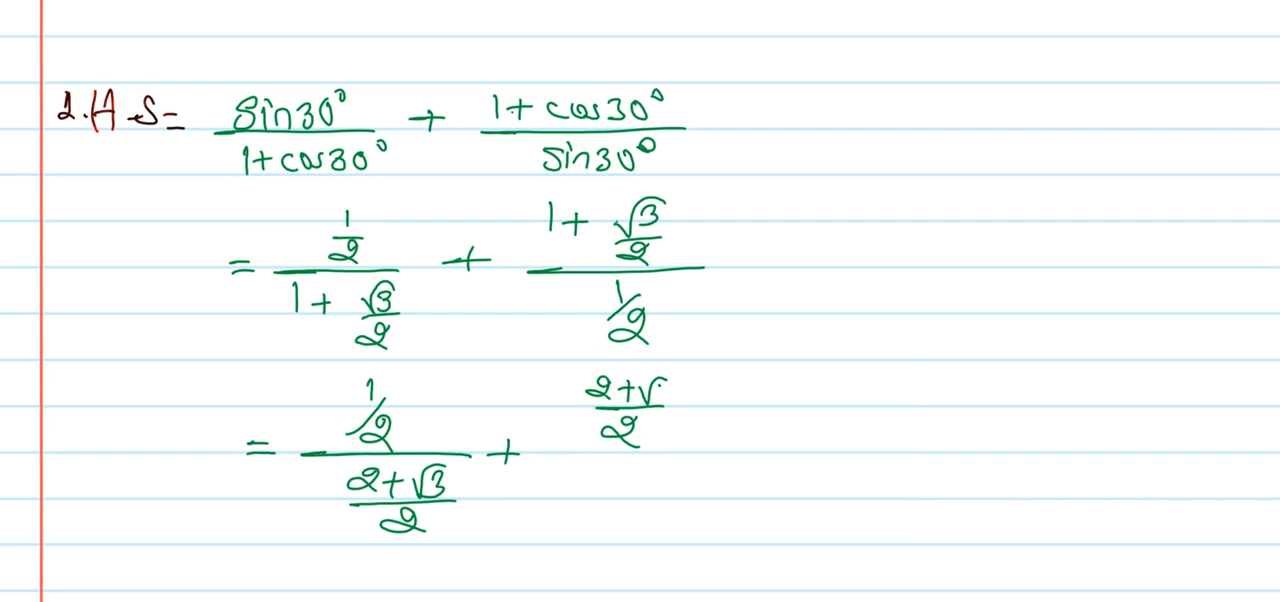 L.H.S = sin30° / 1+cos30° + 1+cos30° / sin30°
= 1/2 / 1+ √3/2 + 1+ √3/2 / 1/2
= 1/2 / 2+√3/2 + 2+√ / 2